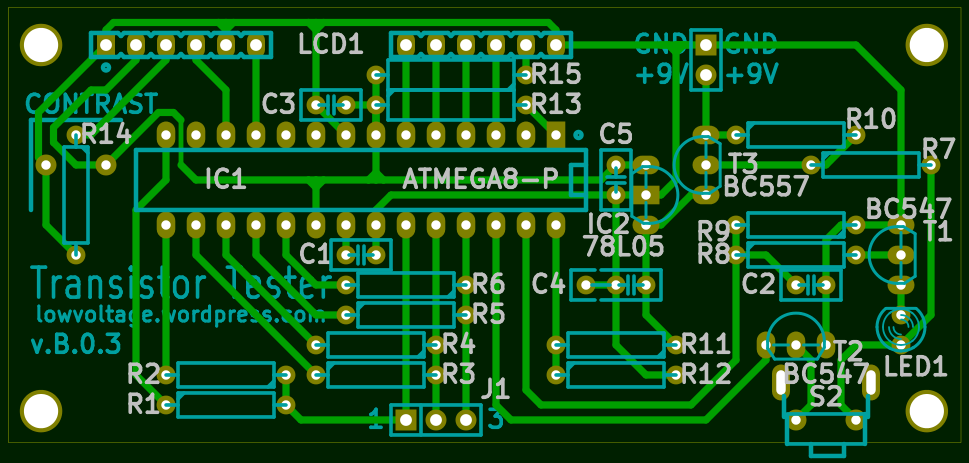 LCD1
GND GND
+9V +9V
R15
CONTRAST
C3
R13
R14
C5
R10
R7
T3
IC1
ATMEGA8-P
BC557
BC547
T1
IC2
78L05
R9
R8
C1
Transistor Tester
R6
C4
C2
lowvoltage.wordpress.com
R5
v.B.0.3
R4
R11
T2
LED1
R2
R3
R12
BC547
J1
S2
R1
1 3